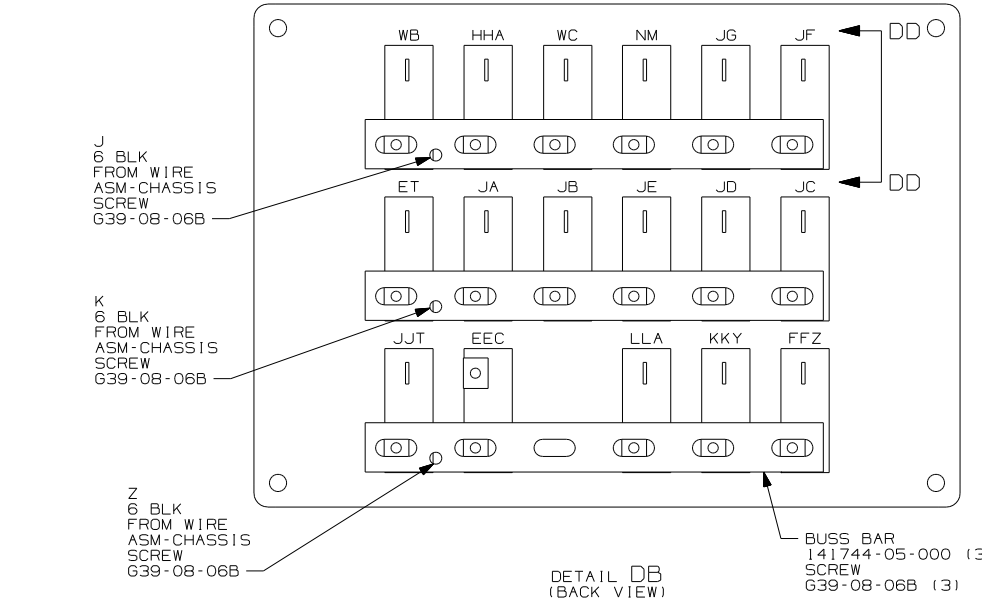 WB HHA WC NM JG JF DD
J
6 BLK
FROM WIRE
ASM-CHASSIS
SCREW
G39-08-06B
DD
ET JA JB JE JD JC
K
6 BLK
FROM WIRE
ASM-CHASSIS
SCREW
G39-08-06B
JJT EEC LLA KKY FFZ
Z
6 BLK
FROM WIRE
ASM-CHASSIS
SCREW
G39-08-06B
BUSS BAR
141744-05-000 (3
SCREW
G39-08-06B (3)
DETAIL DB
(BACK VIEW)